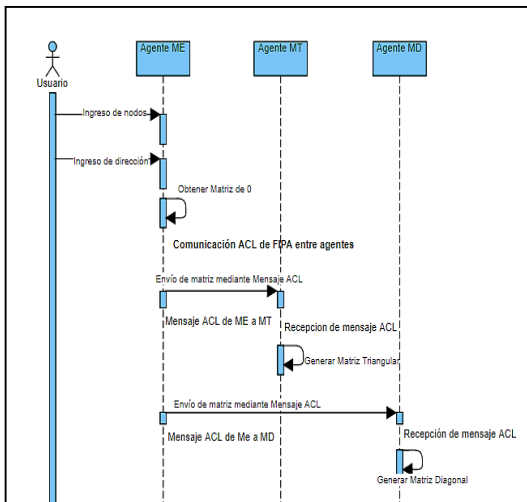 Agente ME
Agente MT
Agente MD
Usuario
Ingreso de nodos
Ingreso de dirección
Obtener Matriz de 0
Comunicación ACL de FIPA entre agentes
Envío de matriz mediante Mensaje ACL
Mensaje ACL de ME a MT
Recepcion de mensaje ACL
Generar Matriz Triangular
Envío de matriz mediante Mensaje ACL
Mensaje ACL de Me a MD
Recepción de mensaje ACL
Generar Matriz Diagonal